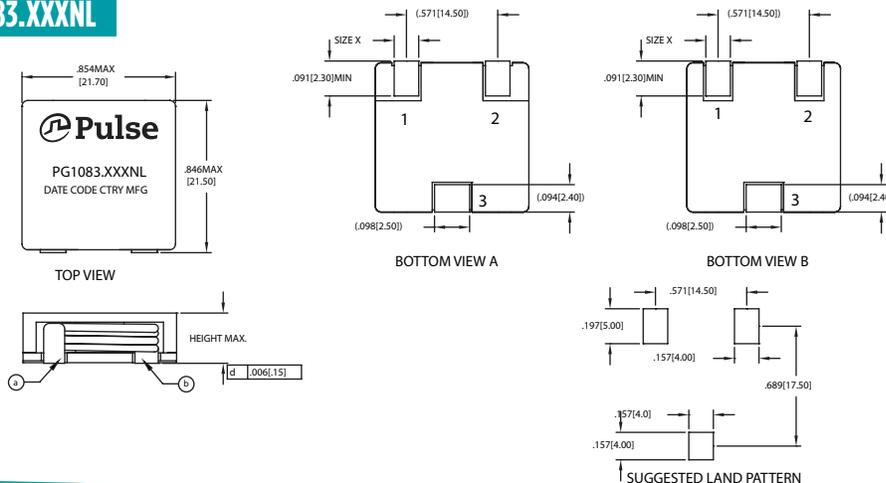 83.XXXNL
.854MAX
[21.70]
Pulse
PG1083.XXXNL
DATE CODE CTRY MFG
.846MAX
[21.50]
TOP VIEW
HEIGHT MAX.
a
b
d .006[.15]
(.571[14.50])
SIZE X
.091[2.30]MIN
1
2
3
(.094[2.40])
(.098[2.50])
BOTTOM VIEW A
(.571[14.50])
SIZE X
.091[2.30]MIN
1
2
3
(.094[2.40
(.098[2.50])
BOTTOM VIEW B
.571[14.50]
.197[5.00]
.157[4.00]
.689[17.50]
.157[4.0]
.157[4.00]
SUGGESTED LAND PATTERN